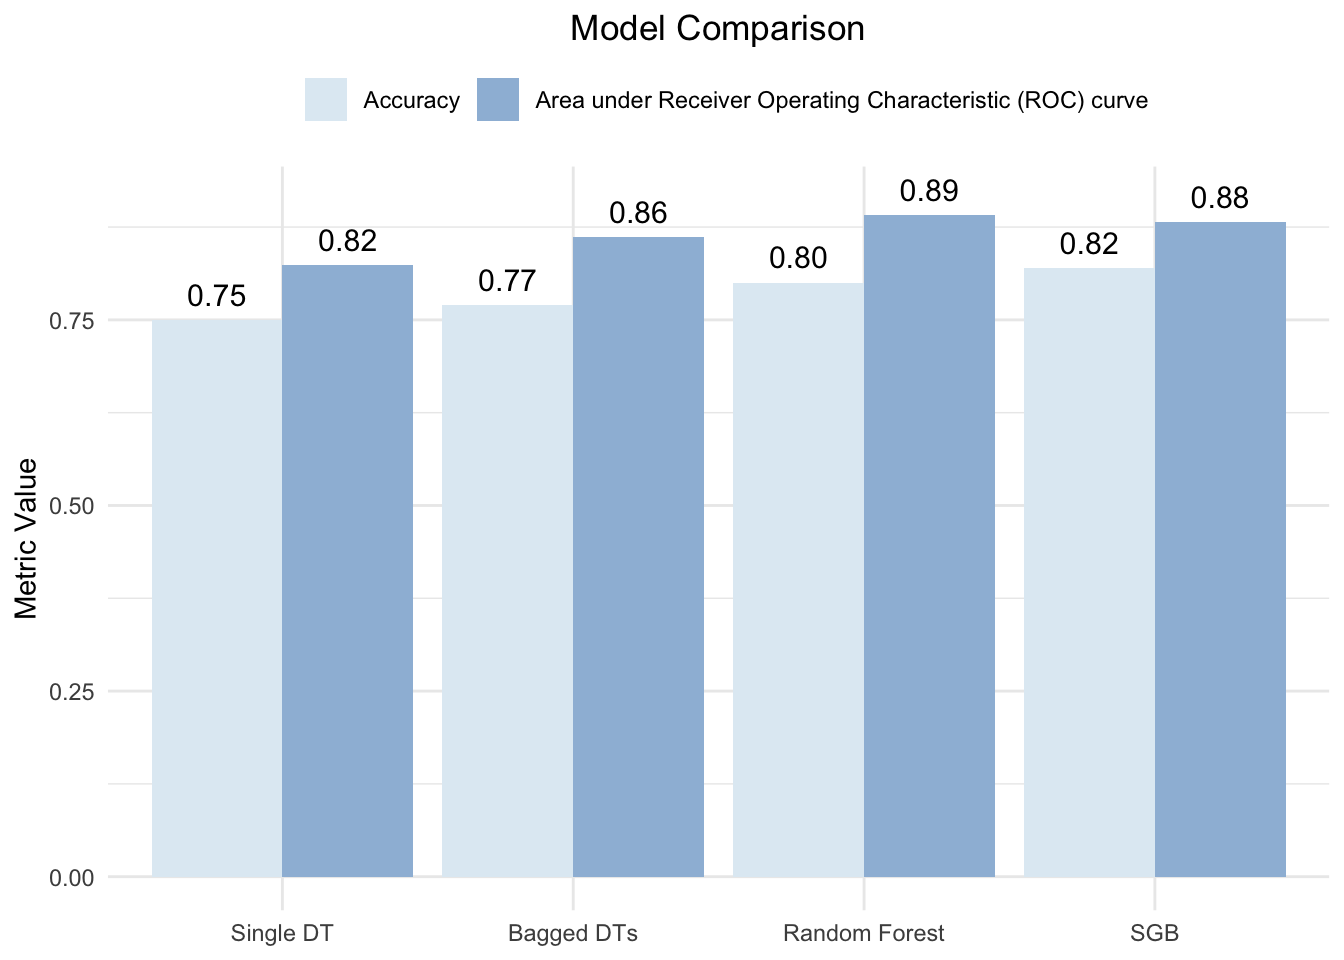 Model Comparison
Accuracy
Area under Receiver Operating Characteristic (ROC) curve
0.75
0.82
0.77
0.86
0.80
0.89
0.82
0.88
Metric Value
0.75
0.50
0.25
0.00
Single DT
Bagged DTs
Random Forest
SGB